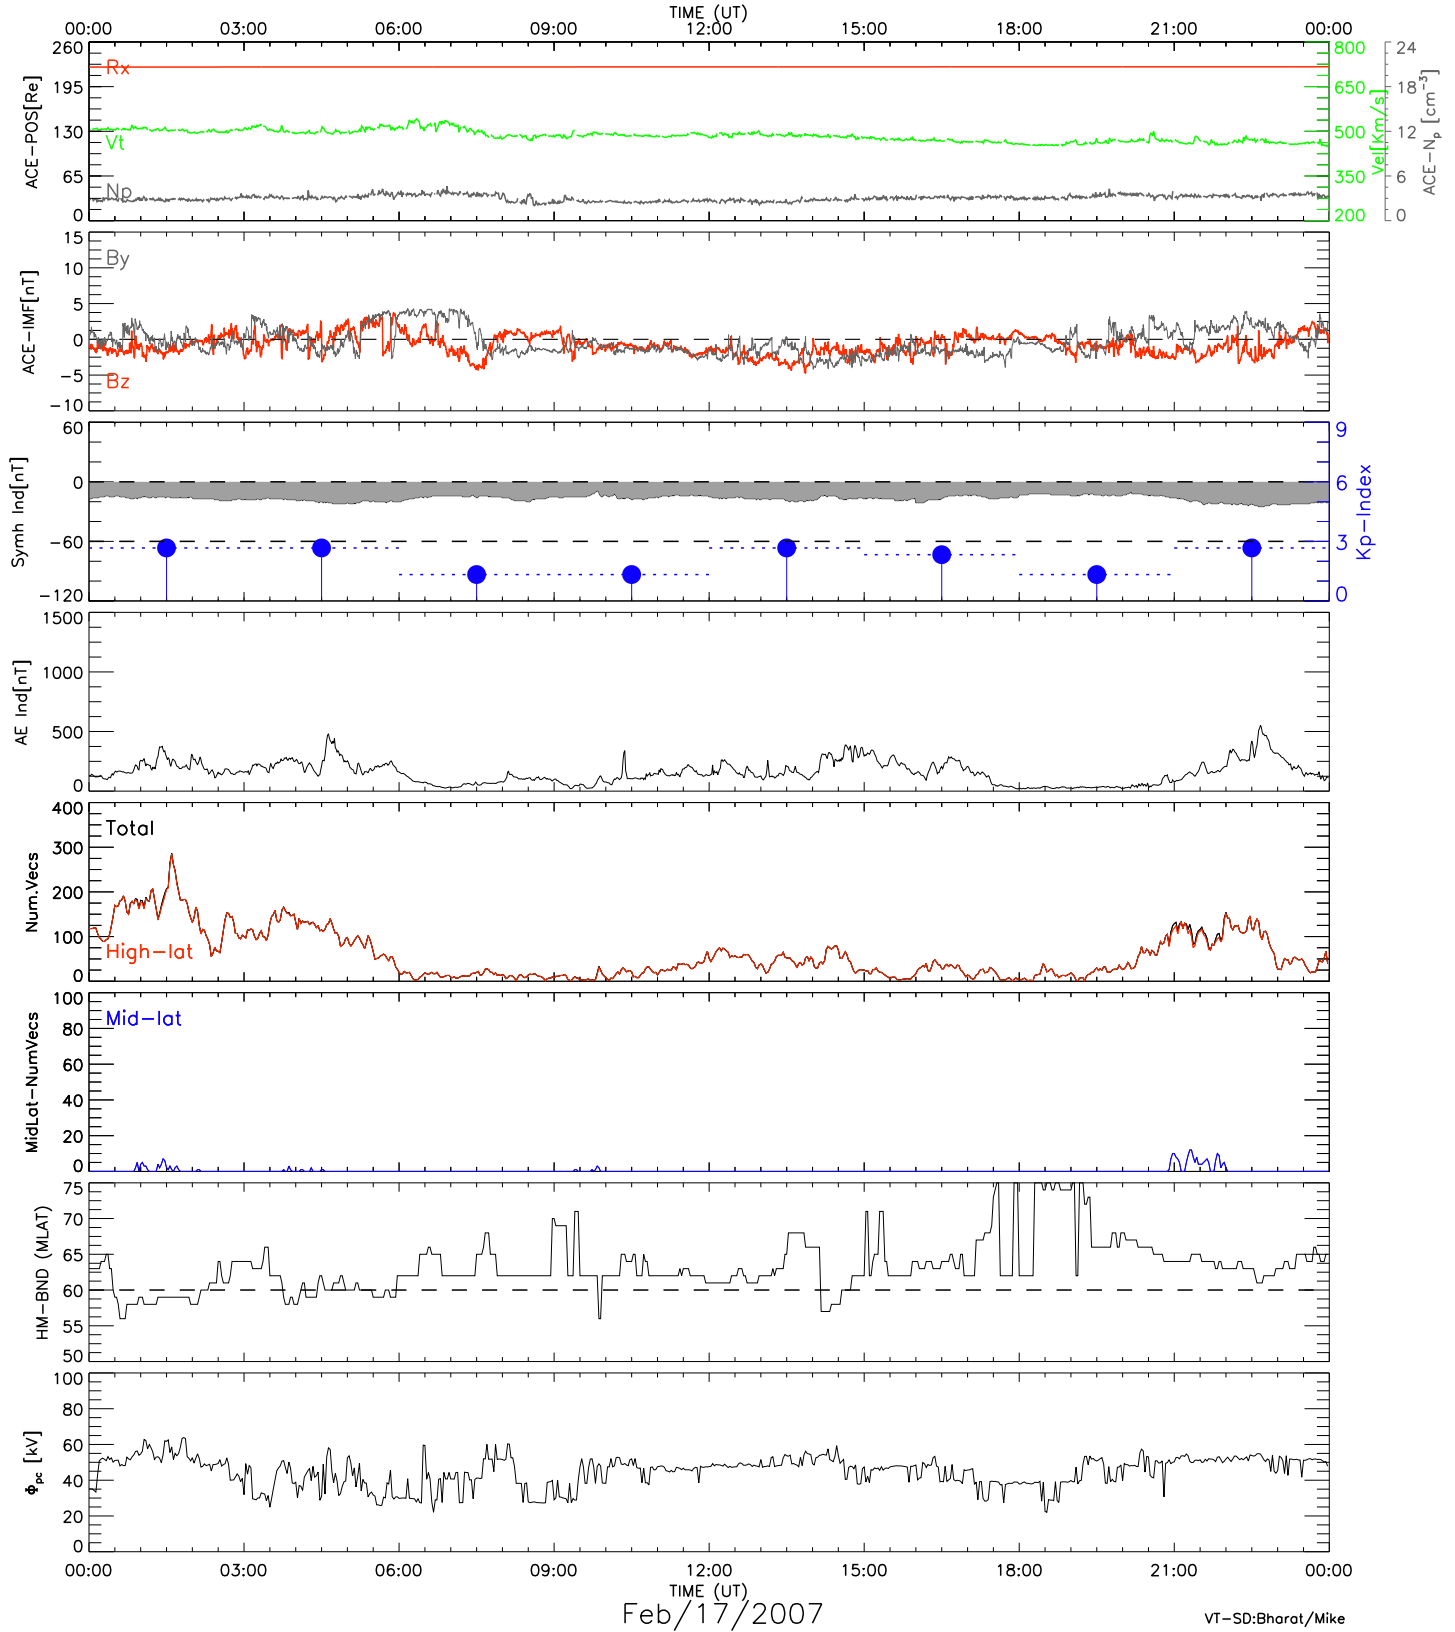 TIME (UT)
00:00 03:00 06:00 09:00 12:00 15:00 18:00 21:00 00:00
260 195 130 65 0
ACE-POS[Re]
Rx
Vt
Np
800 650 500 350 200
Vel[Km/s]
24 18 12 6 0
ACE-Np [cm-3]
15 10 5 0 -5 -10
ACE-IMF[nT]
By
Bz
60 0 -60 -120
Symh Ind[nT]
9 6 3 0
Kp-Index
1500 1000 500 0
AE Ind[nT]
400 300 200 100 0
Num.Vecs
Total
High-lat
100 80 60 40 20 0
MidLat-NumVecs
Mid-lat
75 70 65 60 55 50
HM-BND (MLAT)
100 80 60 40 20 0
Φpc [kV]
00:00 03:00 06:00 09:00 12:00 15:00 18:00 21:00 00:00
TIME (UT)
Feb/17/2007
VT-SD:Bharat/Mike